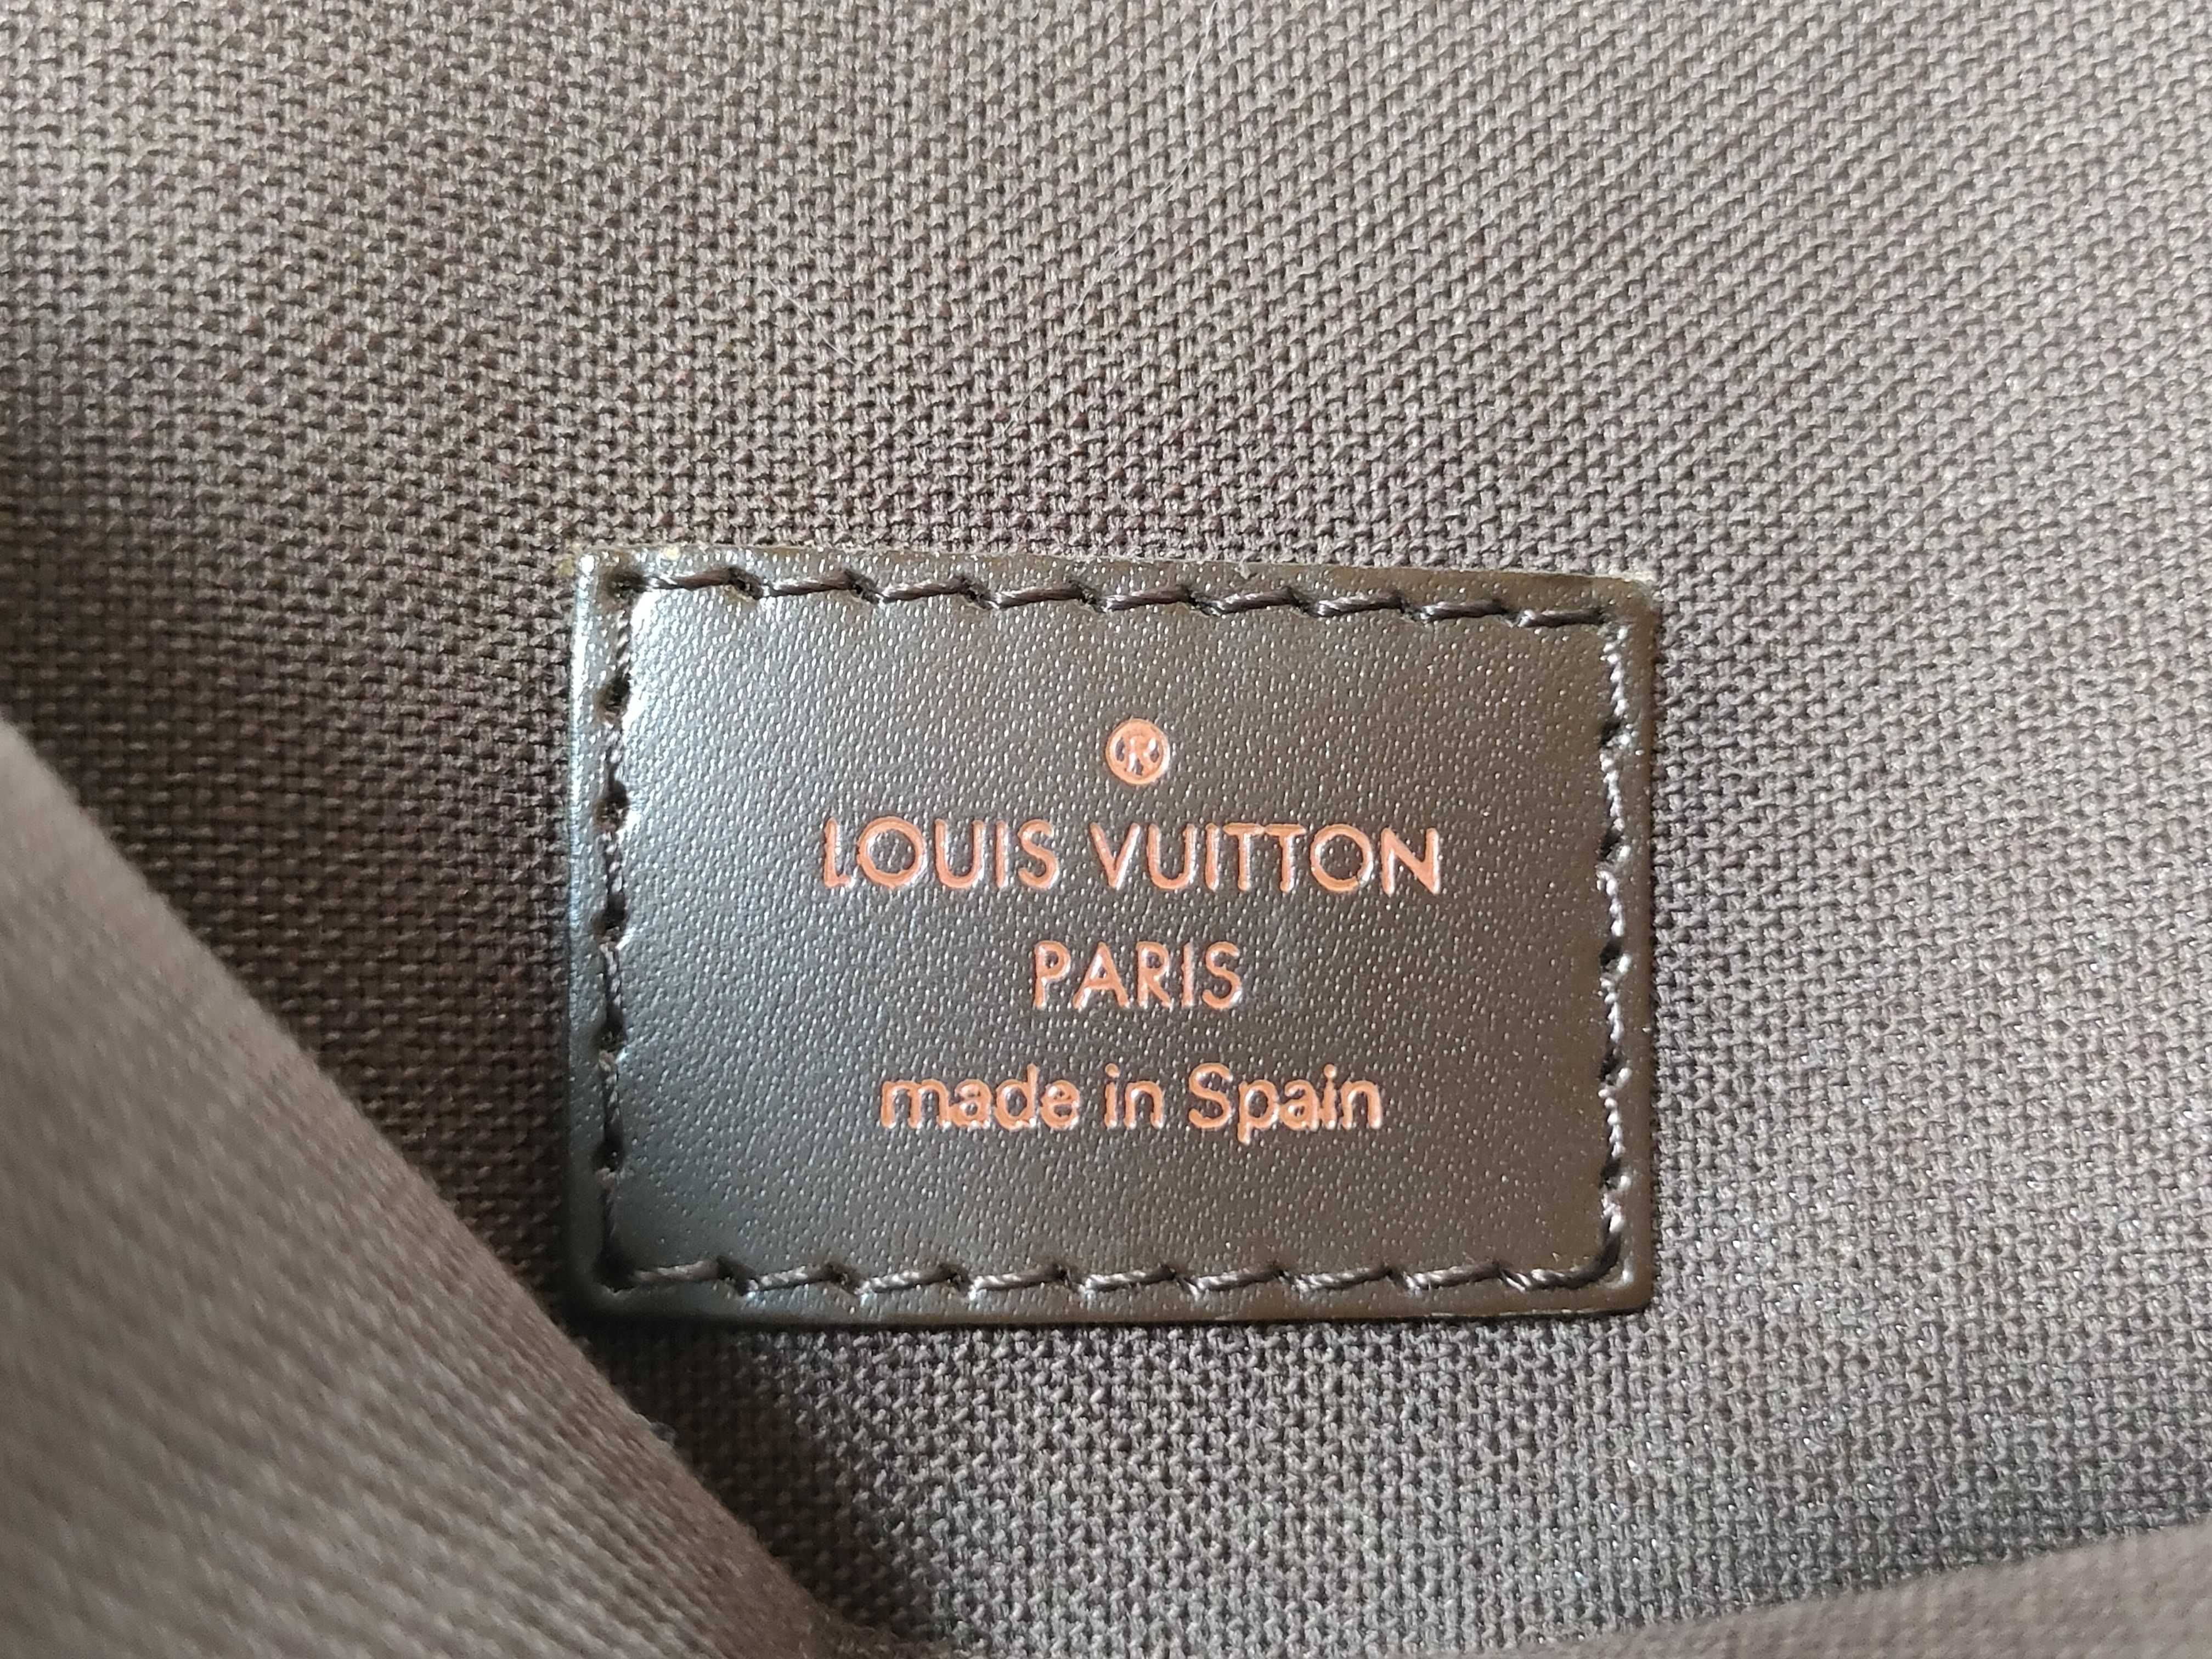 ®
LOUIS VUITTON
PARIS
made in Spain